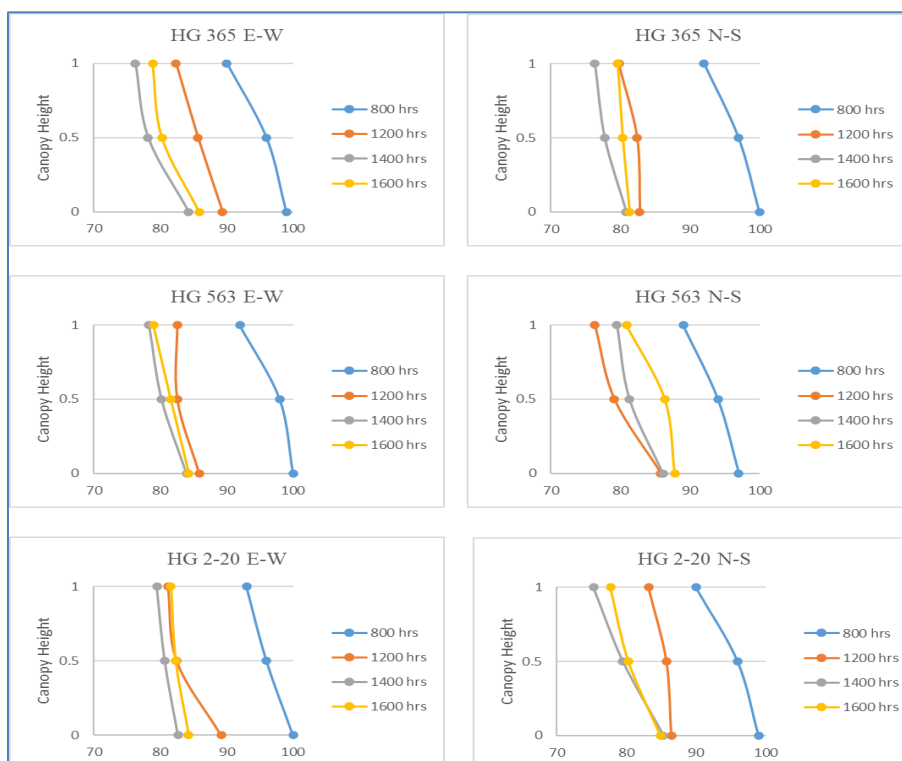 HG 365 E-W
Canopy Height
1
0.5
0
70 80 90 100
800 hrs
1200 hrs
1400 hrs
1600 hrs
HG 365 N-S
Canopy Height
1
0.5
0
70 80 90 100
800 hrs
1200 hrs
1400 hrs
1600 hrs
HG 563 E-W
Canopy Height
1
0.5
0
70 80 90 100
800 hrs
1200 hrs
1400 hrs
1600 hrs
HG 563 N-S
Canopy Height
1
0.5
0
70 80 90 100
800 hrs
1200 hrs
1400 hrs
1600 hrs
HG 2-20 E-W
Canopy Height
1
0.5
0
70 80 90 100
800 hrs
1200 hrs
1400 hrs
1600 hrs
HG 2-20 N-S
Canopy Height
1
0.5
0
70 80 90 100
800 hrs
1200 hrs
1400 hrs
1600 hrs